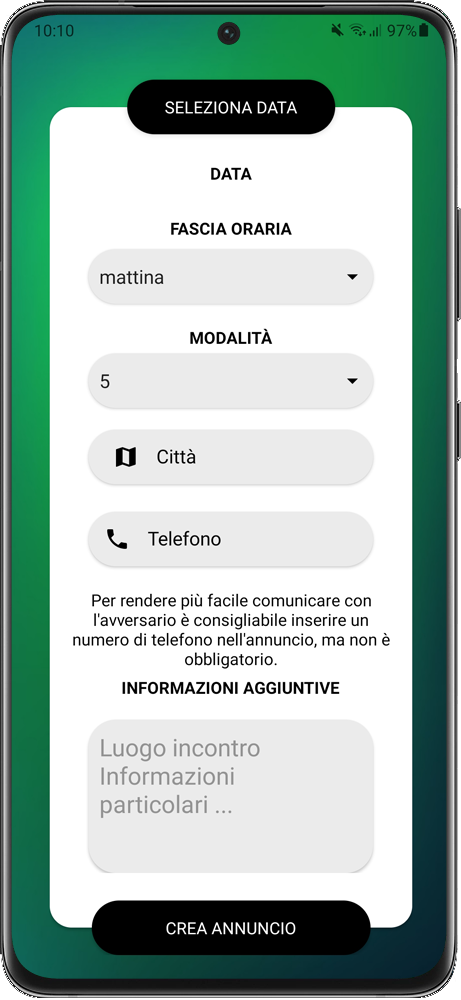 10:10 97%
SELEZIONA DATA
DATA
FASCIA ORARIA
mattina
MODALITÀ
5
Città
Telefono
Per rendere più facile comunicare con
l'avversario è consigliabile inserire un
numero di telefono nell'annuncio, ma non è
obbligatorio.
INFORMAZIONI AGGIUNTIVE
Luogo incontro
Informazioni
particolari ...
CREA ANNUNCIO